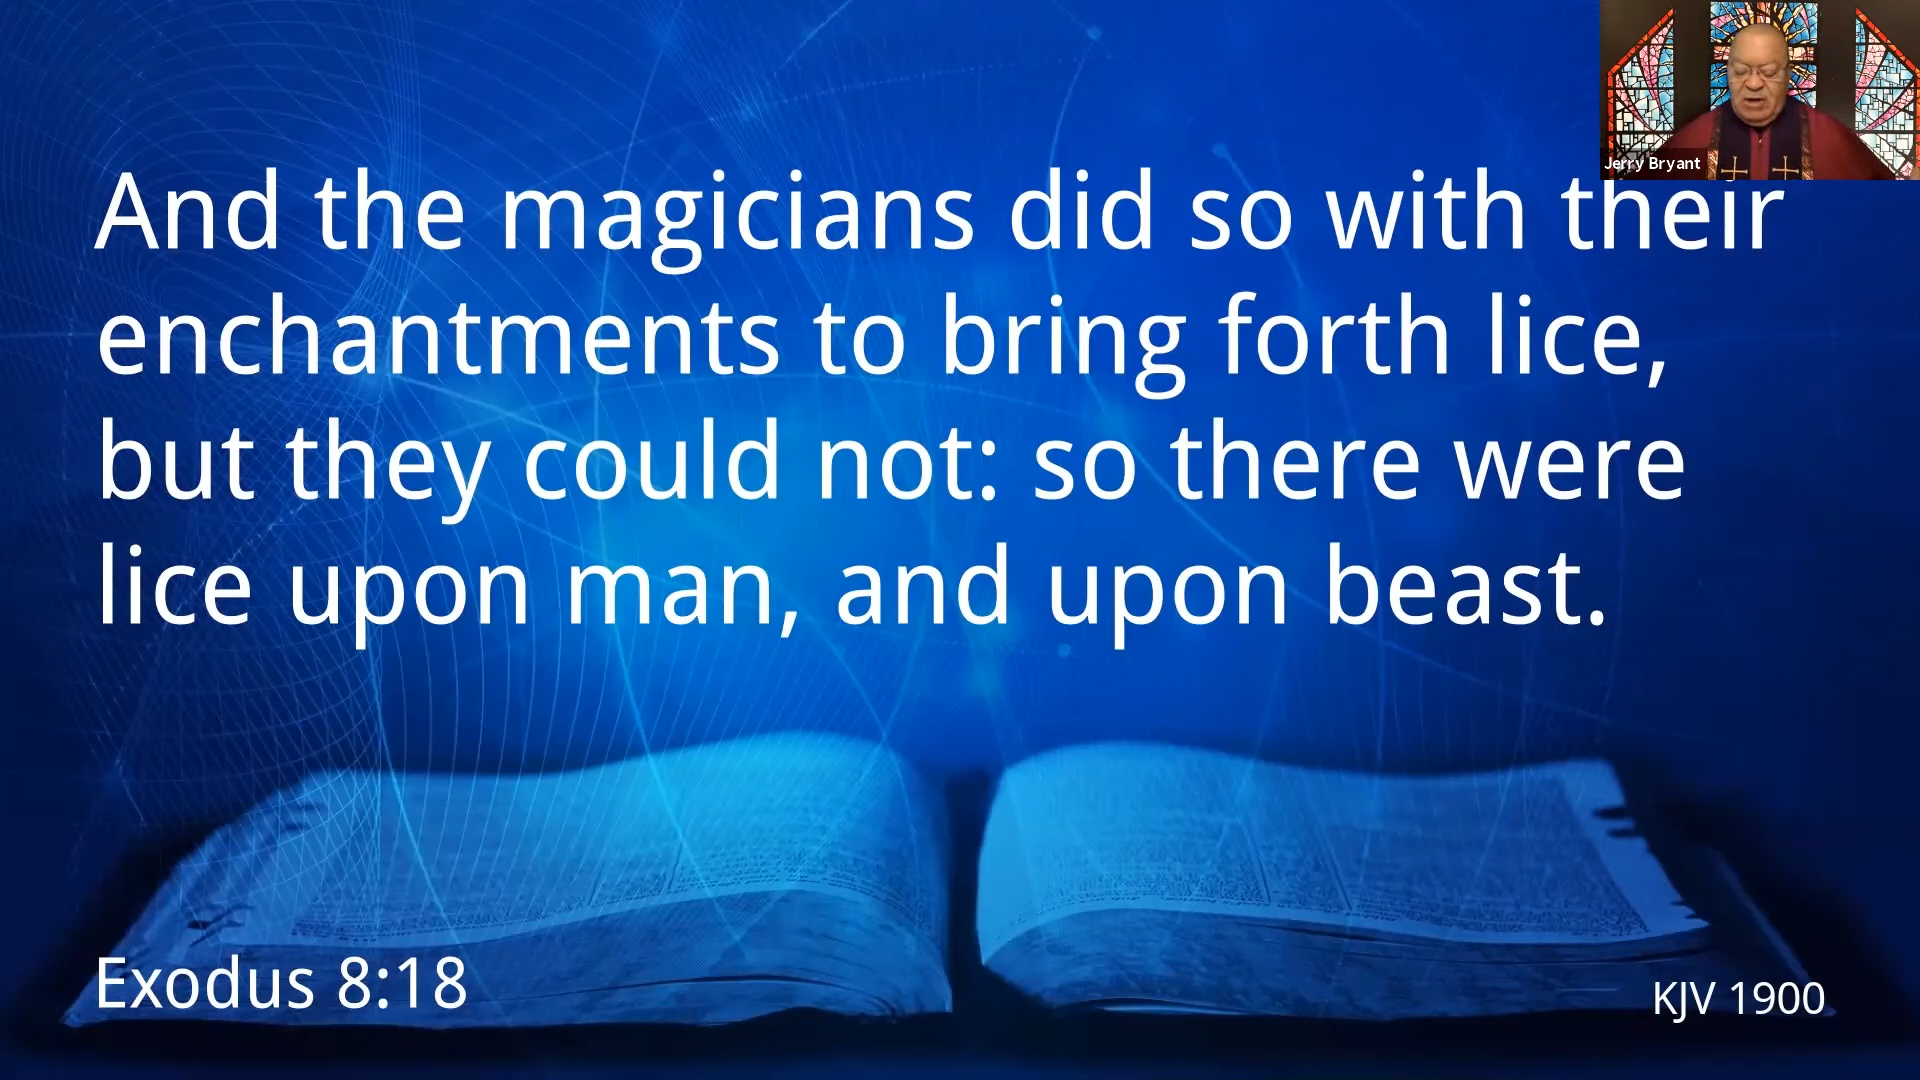 Jerry Bryant
And the magicians did so with their
enchantments to bring forth lice,
but they could not: so there were
lice upon man, and upon beast.
Exodus 8:18
KJV 1900